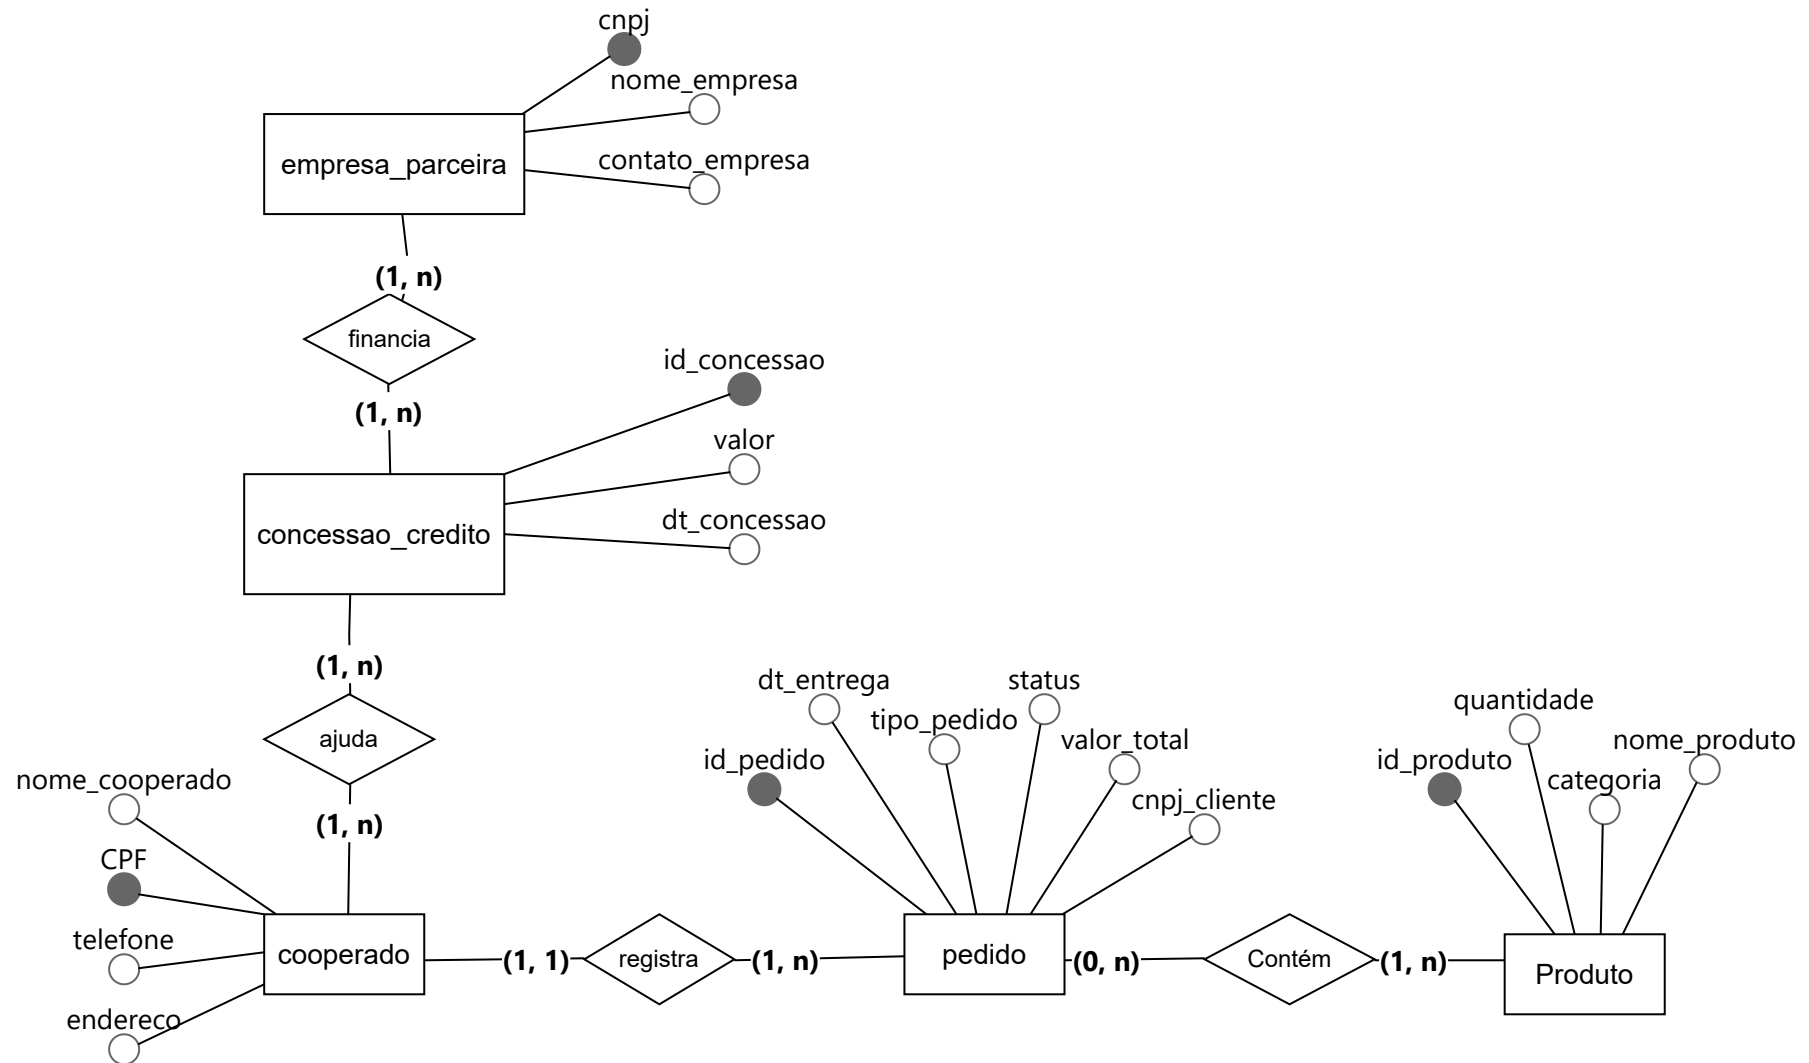 cnpj
nome_empresa
empresa_parceira
contato_empresa
(1, n)
financia
id_concessao
(1, n)
valor
dt_concessao
concessao_credito
(1, n)
ajuda
(1, n)
dt_entrega
status
tipo_pedido
valor_total
id_pedido
cnpj_cliente
quantidade
nome_produto
id_produto
categoria
nome_cooperado
CPF
telefone
endereco
cooperado
(1, 1)
registra
(1, n)
pedido
(0, n)
Contém
(1, n)
Produto